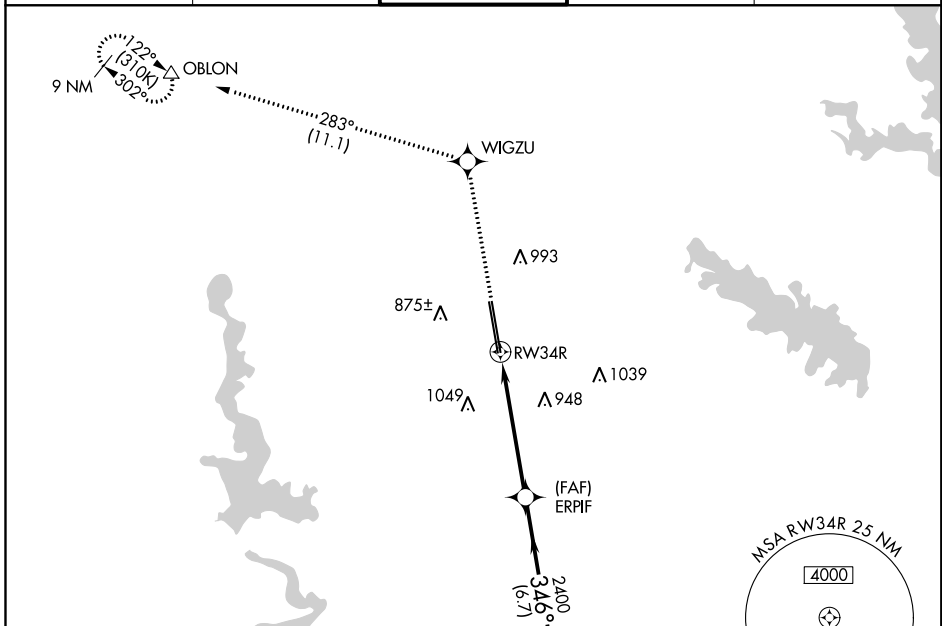 122°
(310K)
302°
9 NM
OBLON
283°
(11.1)
WIGZU
993
875±
RW34R
1039
1049
948
(FAF)
ERPIF
2400
346°
(6.7)
MSA RW34R 25 NM
4000